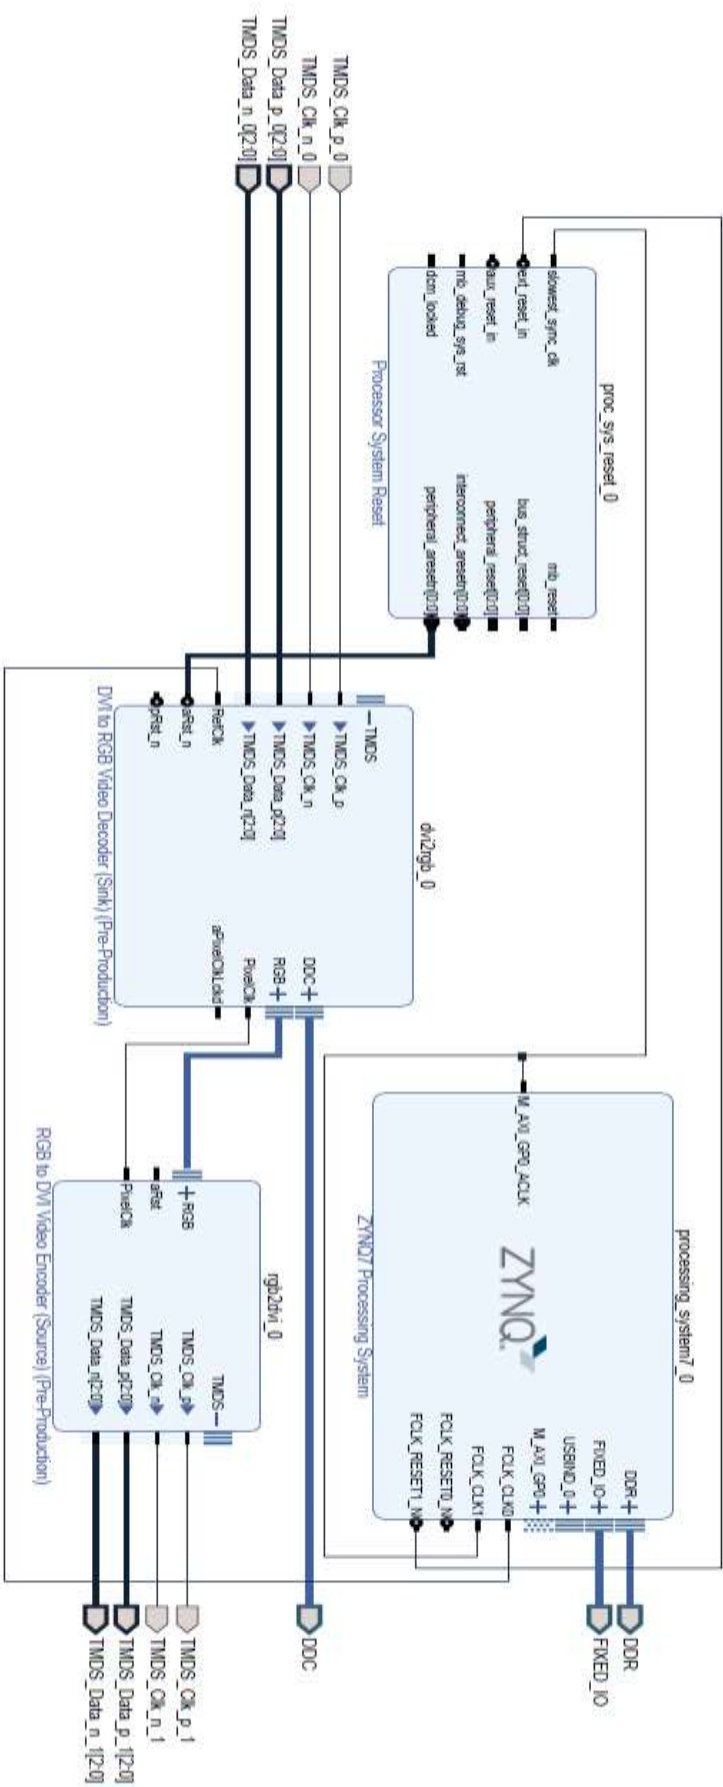 TMDS_Clk_p_0
TMDS_Clk_n_0
TMDS_Data_p_0[2:0]
TMDS_Data_n_0[2:0]
proc_sys_reset_0
slowest_sync_clk
ext_reset_in
aux_reset_in
mb_debug_sys_rst
dcm_locked
mb_reset
bus_struct_reset[0:0]
peripheral_reset[0:0]
interconnect_aresetn[0:0]
peripheral_aresetn[0:0]
Processor System Reset
dvi2rgb_0
TMDS
TMDS_Clk_p
TMDS_Clk_n
TMDS_Data_p[2:0]
TMDS_Data_n[2:0]
RefClk
aRst_n
pRst_n
DDC
RGB
PixelClk
aPixelClkLckd
DVI to RGB Video Decoder (Sink) (Pre-Production)
processing_system7_0
M_AXI_GP0_ACLK
ZYNQ
DDR
FIXED_IO
USBIND_0
M_AXI_GP0
FCLK_CLK0
FCLK_CLK1
FCLK_RESET0_N
FCLK_RESET1_N
ZYNQ7 Processing System
rgb2dvi_0
RGB
aRst
PixelClk
TMDS
TMDS_Clk_p
TMDS_Clk_n
TMDS_Data_p[2:0]
TMDS_Data_n[2:0]
RGB to DVI Video Encoder (Source) (Pre-Production)
DDR
FIXED_IO
DDC
TMDS_Clk_p_1
TMDS_Clk_n_1
TMDS_Data_p_1[2:0]
TMDS_Data_n_1[2:0]